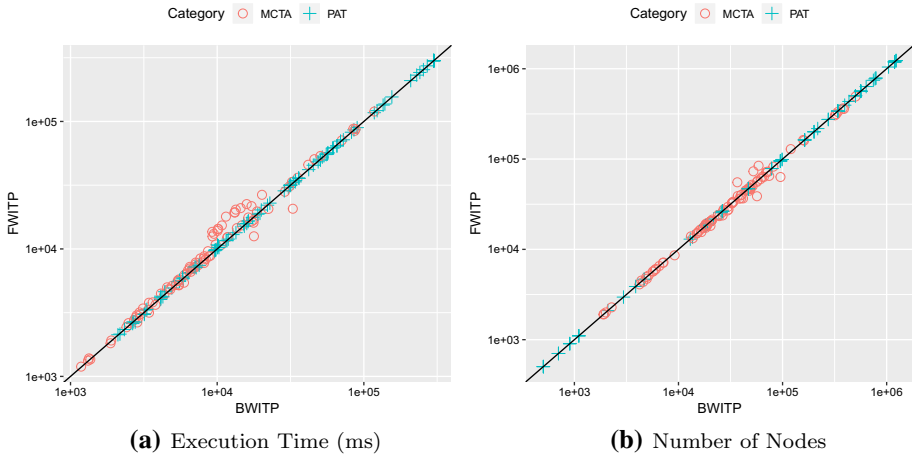 Category MCTA PAT
FWITP
1e+05
1e+04
1e+03
1e+03 1e+04 1e+05
BWITP
(a) Execution Time (ms)
Category MCTA PAT
FWITP
1e+06
1e+05
1e+04
1e+03
1e+03 1e+04 1e+05 1e+06
BWITP
(b) Number of Nodes